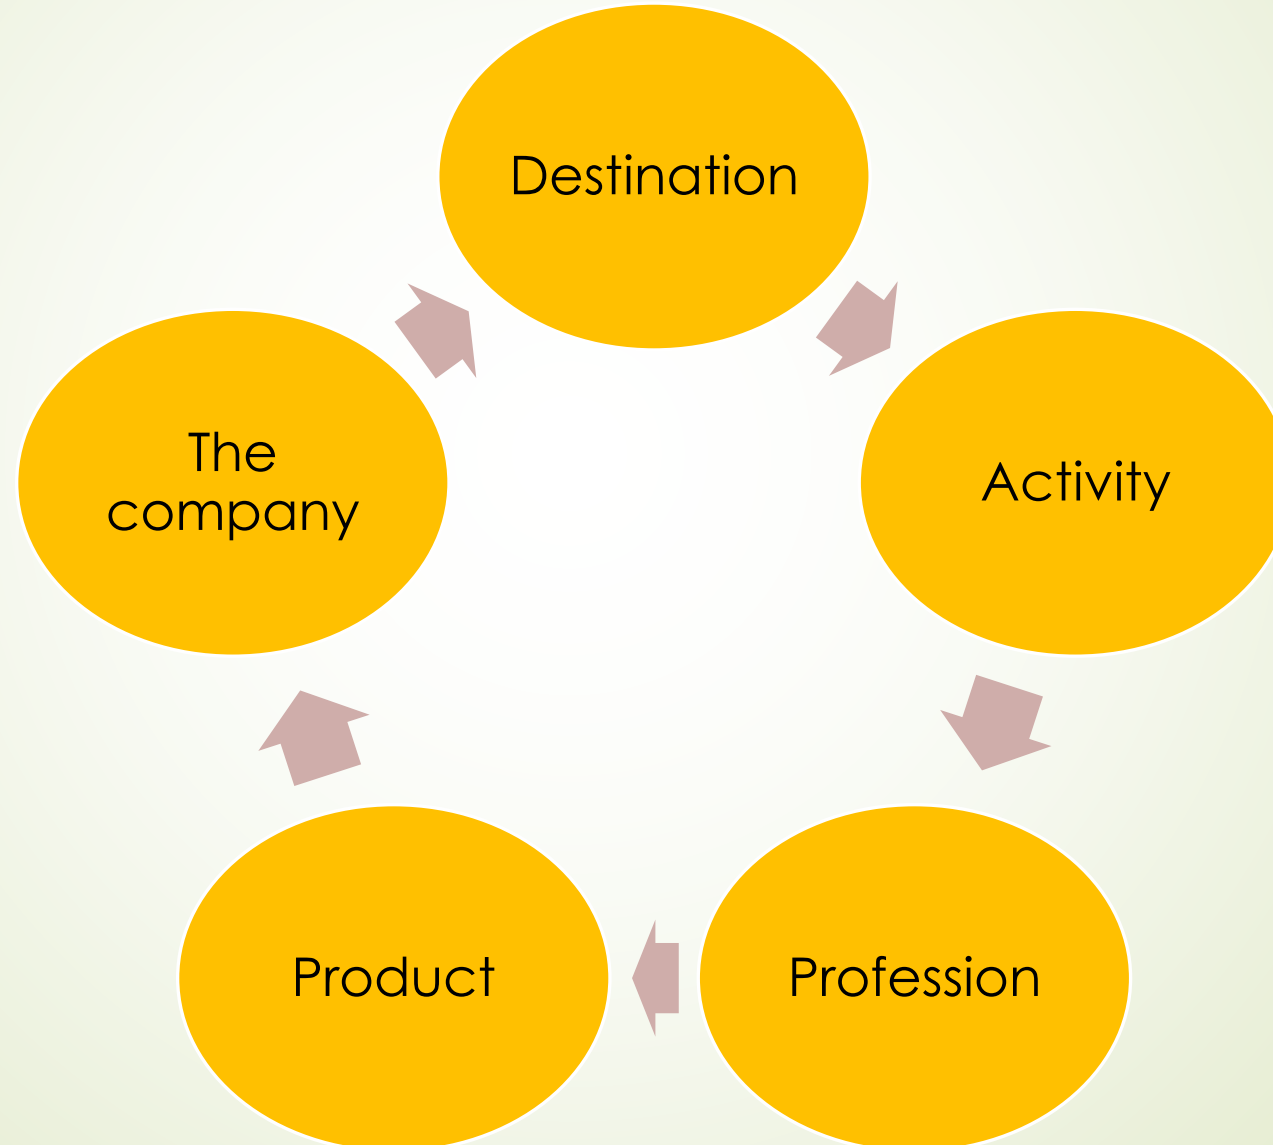 Destination
Activity
Profession
Product
The
company